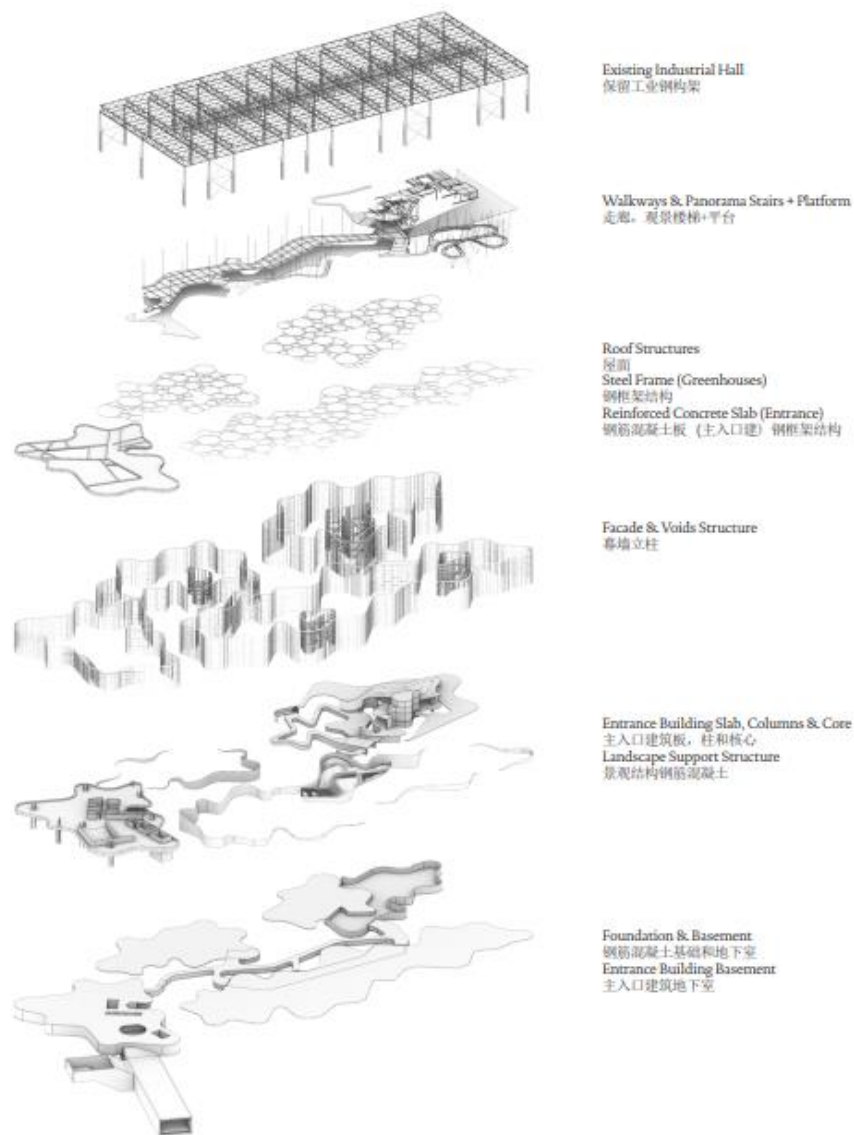 Existing Industrial Hall
保留工业钢构架
Walkways & Panorama Stairs + Platform
走廊，观景楼梯+平台
Roof Structures
屋面
Steel Frame (Greenhouses)
钢框架结构
Reinforced Concrete Slab (Entrance)
钢筋混凝土板（主入口建）钢框架结构
Facade & Voids Structure
幕墙立柱
Entrance Building Slab, Columns & Core
主入口建筑板，柱和核心
Landscape Support Structure
景观结构钢筋混凝土
Foundation & Basement
钢筋混凝土基础和地下室
Entrance Building Basement
主入口建筑地下室